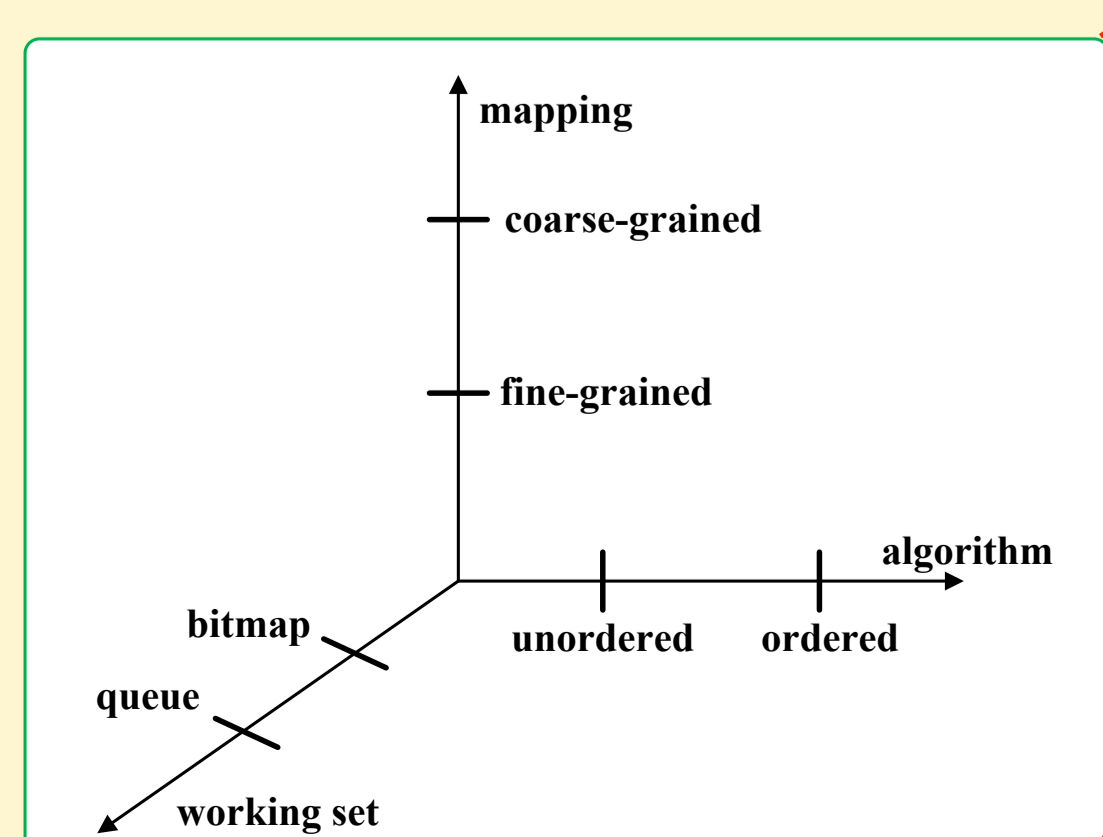 mapping
coarse-grained
fine-grained
algorithm
unordered ordered
bitmap
queue
working set